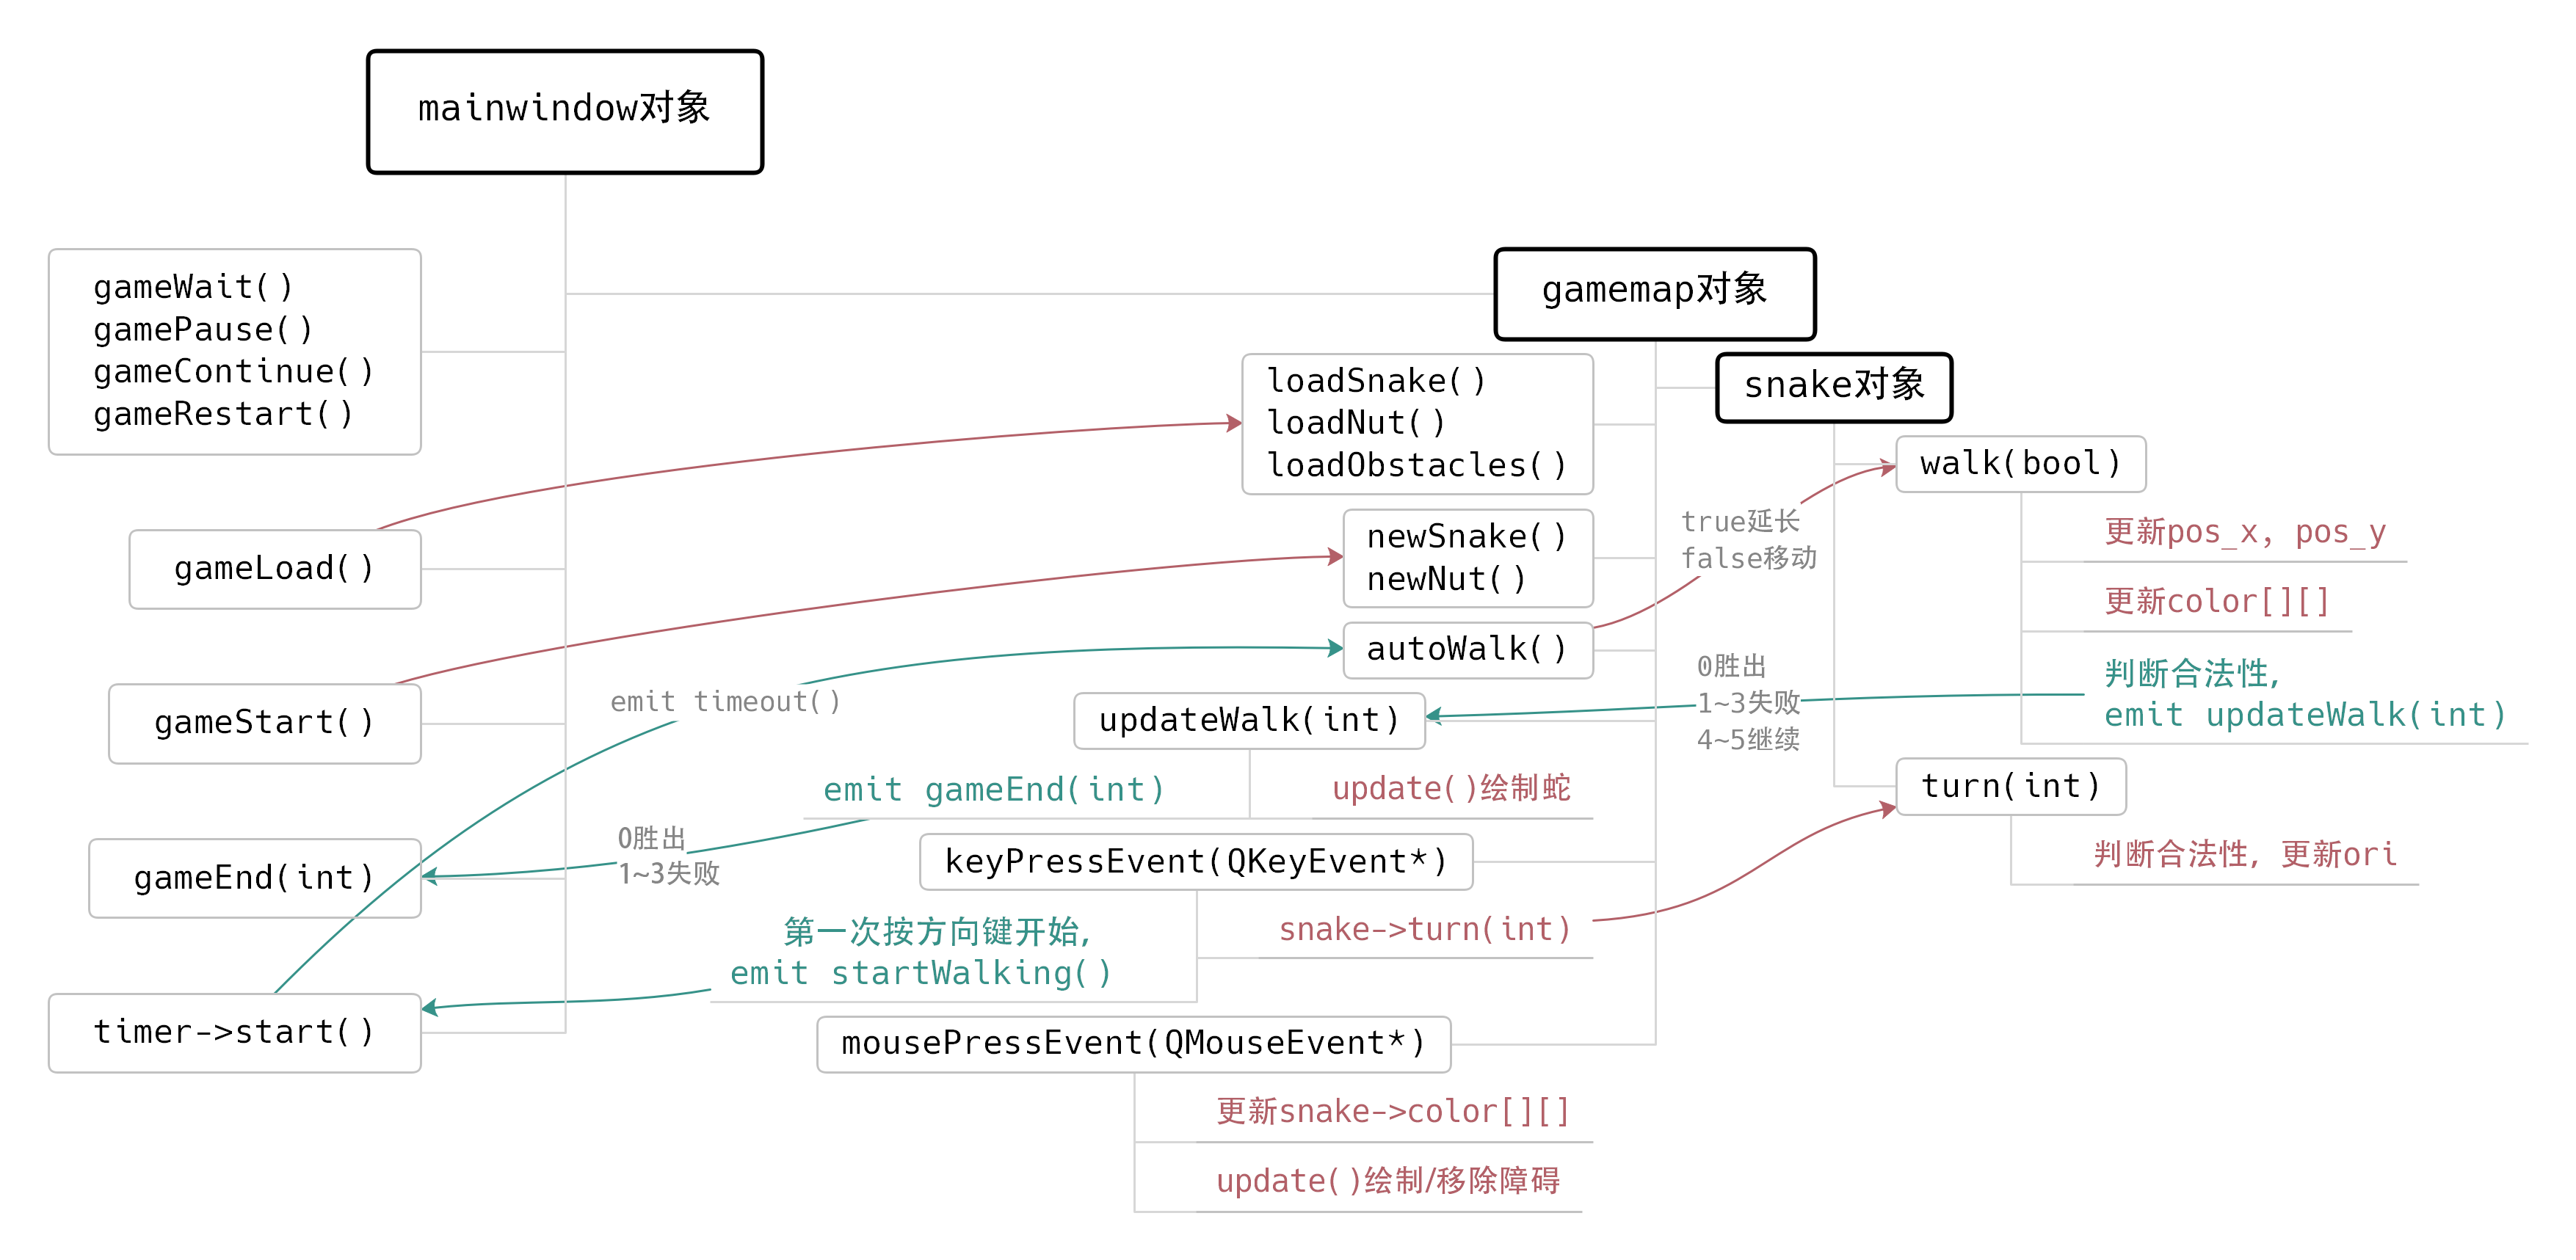 mainwindow对象
gameWait()
gamePause()
gameContinue()
gameRestart()
gameLoad()
gameStart()
gameEnd(int)
timer->start()
gamemap对象
loadSnake()
loadNut()
loadObstacles()
newSnake()
newNut()
autoWalk()
emit timeout()
updateWalk(int)
emit gameEnd(int)
update()绘制蛇
0胜出
1~3失败
keyPressEvent(QKeyEvent*)
第一次按方向键开始,
emit startWalking()
snake->turn(int)
mousePressEvent(QMouseEvent*)
更新snake->color[][]
update()绘制/移除障碍
snake对象
walk(bool)
true延长
false移动
更新pos_x, pos_y
更新color[][]
判断合法性,
emit updateWalk(int)
0胜出
1~3失败
4~5继续
turn(int)
判断合法性, 更新ori